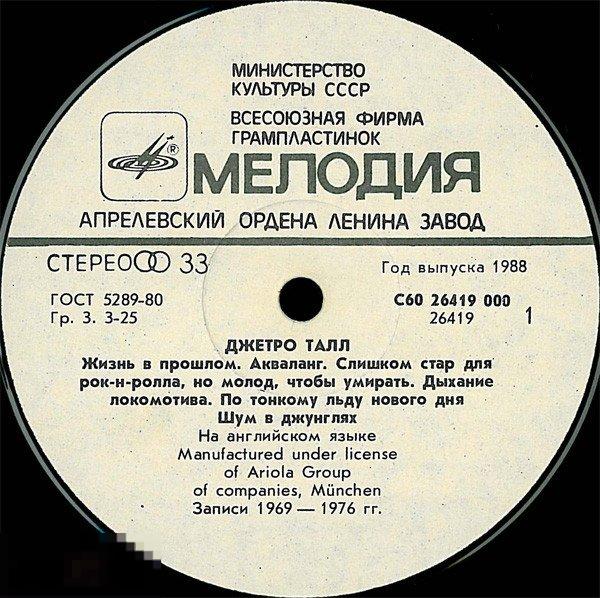 МИНИСТЕРСТВО
КУЛЬТУРЫ СССР
ВСЕСОЮЗНАЯ ФИРМА
ГРАМПЛАСТИНОК
®
МЕЛОДИЯ
АПРЕЛЕВСКИЙ ОРДЕНА ЛЕНИНА ЗАВОД
СТЕРЕО 33
Год выпуска 1988
ГОСТ 5289-80
С60 26419 000
Гр. 3. 3-25
26419 1
ДЖЕТРО ТАЛЛ
Жизнь в прошлом. Акваланг. Слишком стар для
рок-н-ролла, но молод, чтобы умирать. Дыхание
локомотива. По тонкому льду нового дня
Шум в джунглях
На английском языке
Manufactured under license
of Ariola Group
of companies, München
Записи 1969 — 1976 гг.